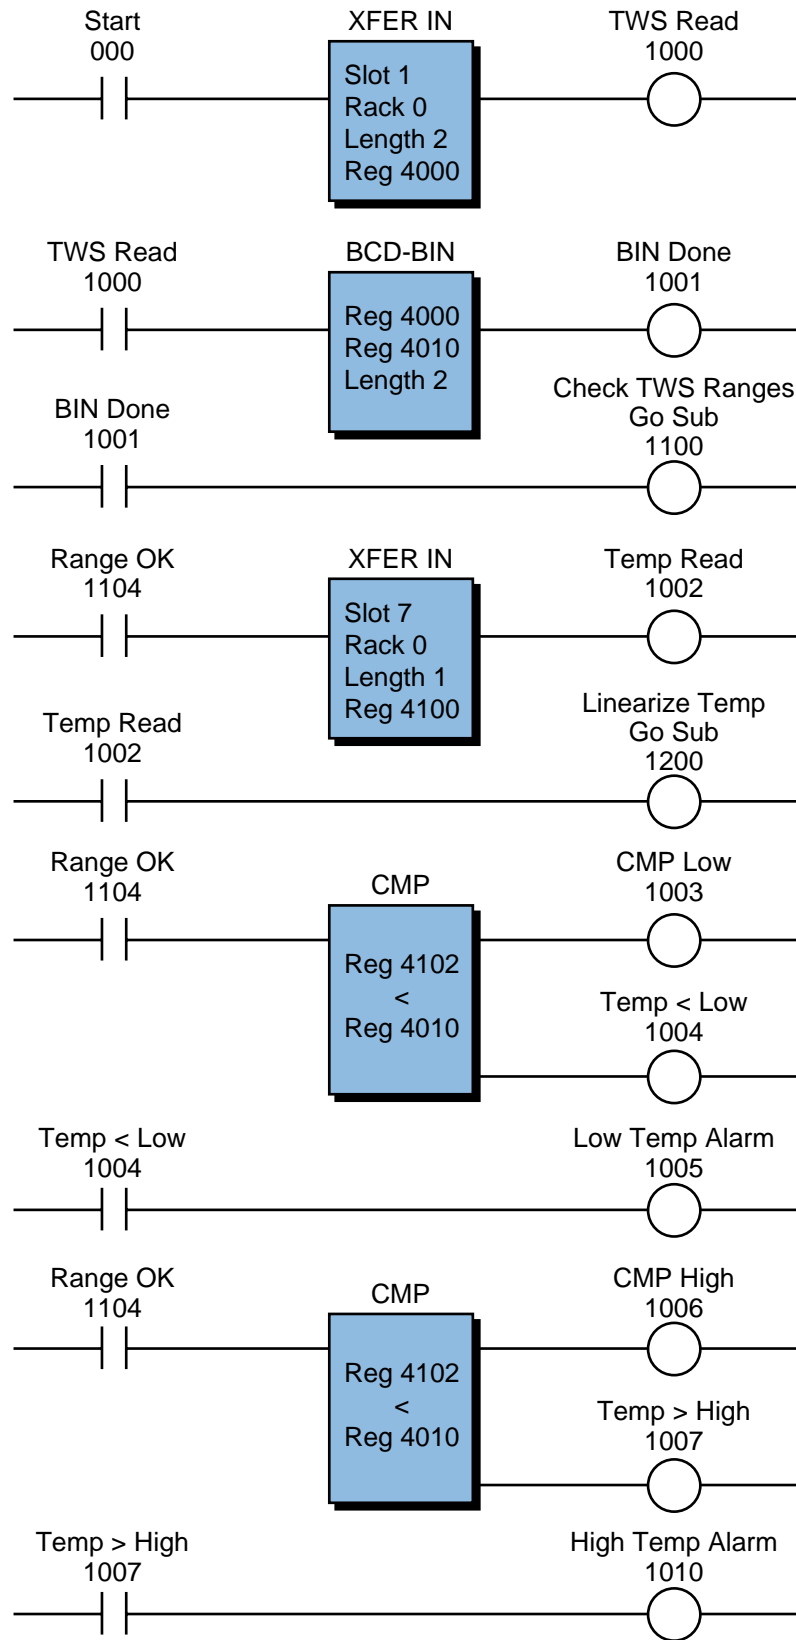 Start
000
XFER IN
Slot 1
Rack 0
Length 2
Reg 4000
TWS Read
1000
TWS Read
1000
BCD-BIN
Reg 4000
Reg 4010
Length 2
BIN Done
1001
BIN Done
1001
Check TWS Ranges
Go Sub
1100
Range OK
1104
XFER IN
Slot 7
Rack 0
Length 1
Reg 4100
Temp Read
1002
Temp Read
1002
Linearize Temp
Go Sub
1200
Range OK
1104
CMP
Reg 4102
<
Reg 4010
CMP Low
1003
Temp < Low
1004
Temp < Low
1004
Low Temp Alarm
1005
Range OK
1104
CMP
Reg 4102
<
Reg 4010
CMP High
1006
Temp > High
1007
Temp > High
1007
High Temp Alarm
1010